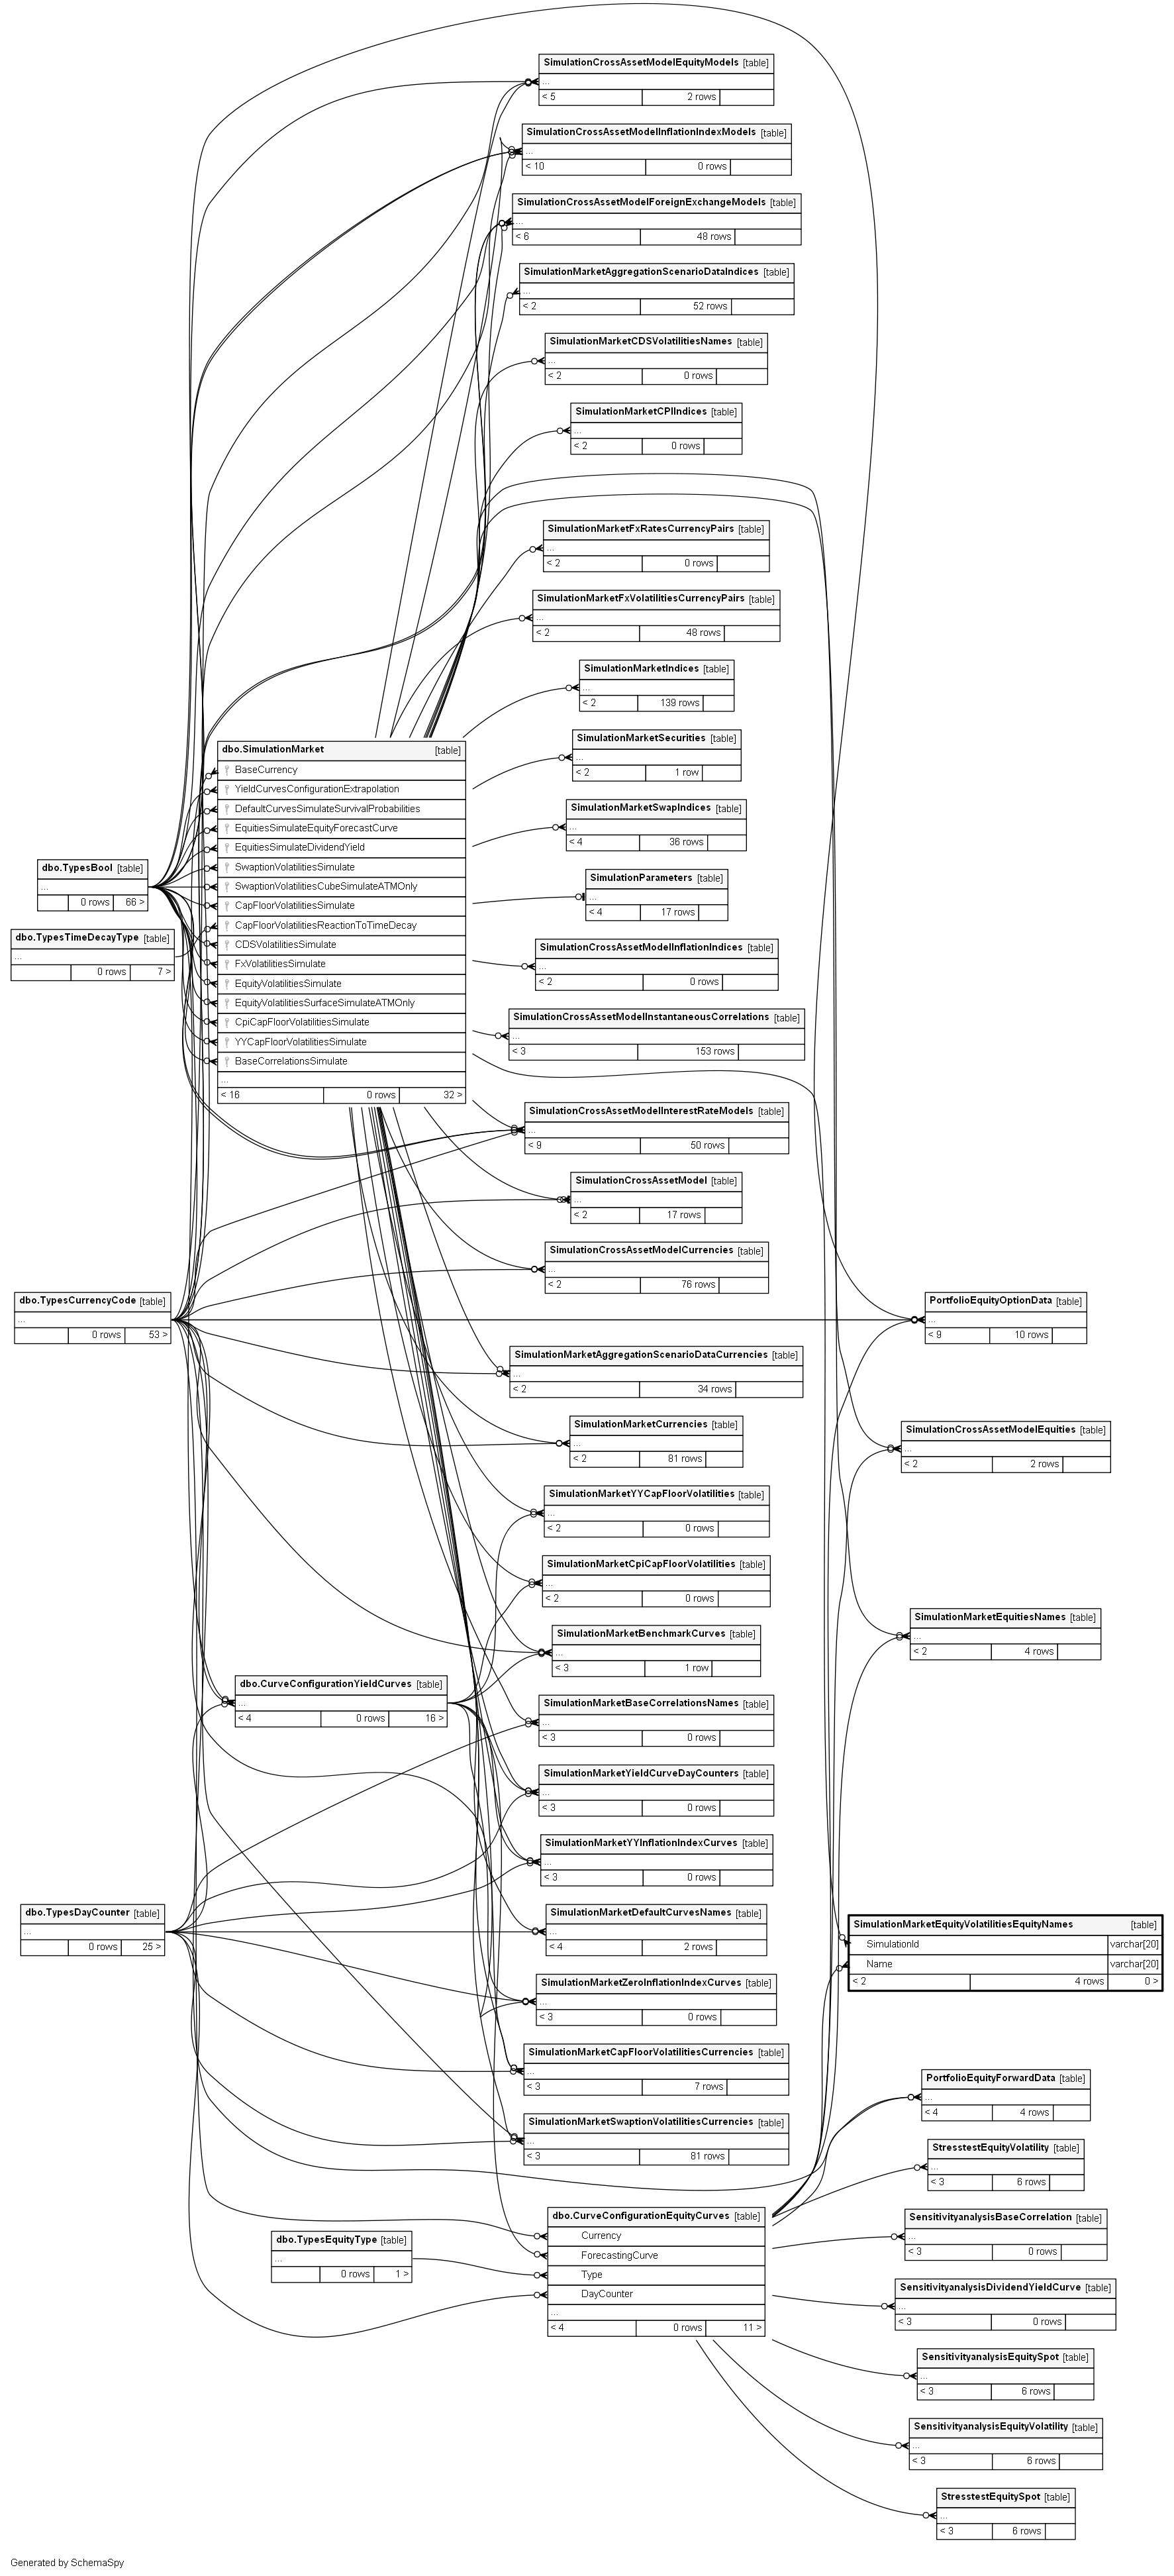 SimulationCrossAssetModelEquityModels [table]
...
< 5 2 rows
SimulationCrossAssetModelInflationIndexModels [table]
...
< 10 0 rows
SimulationCrossAssetModelForeignExchangeModels [table]
...
< 6 48 rows
SimulationMarketAggregationScenarioDataIndices [table]
...
< 2 52 rows
SimulationMarketCDSVolatilitiesNames [table]
...
< 2 0 rows
SimulationMarketCPIIndices [table]
...
< 2 0 rows
SimulationMarketFxRatesCurrencyPairs [table]
...
< 2 0 rows
SimulationMarketFxVolatilitiesCurrencyPairs [table]
...
< 2 48 rows
SimulationMarketIndices [table]
...
< 2 139 rows
SimulationMarketSecurities [table]
...
< 2 1 row
SimulationMarketSwapIndices [table]
...
< 4 36 rows
SimulationParameters [table]
...
< 4 17 rows
SimulationCrossAssetModelInflationIndices [table]
...
< 2 0 rows
SimulationCrossAssetModelInstantaneousCorrelations [table]
...
< 3 153 rows
SimulationCrossAssetModelInterestRateModels [table]
...
< 9 50 rows
SimulationCrossAssetModel [table]
...
< 2 17 rows
SimulationCrossAssetModelCurrencies [table]
...
< 2 76 rows
SimulationMarketAggregationScenarioDataCurrencies [table]
...
< 2 34 rows
SimulationMarketCurrencies [table]
...
< 2 81 rows
SimulationMarketYYCapFloorVolatilities [table]
...
< 2 0 rows
SimulationMarketCpiCapFloorVolatilities [table]
...
< 2 0 rows
SimulationMarketBenchmarkCurves [table]
...
< 3 1 row
SimulationMarketBaseCorrelationsNames [table]
...
< 3 0 rows
SimulationMarketYieldCurveDayCounters [table]
...
< 3 0 rows
SimulationMarketYYInflationIndexCurves [table]
...
< 3 0 rows
SimulationMarketDefaultCurvesNames [table]
...
< 4 2 rows
SimulationMarketZeroInflationIndexCurves [table]
...
< 3 0 rows
SimulationMarketCapFloorVolatilitiesCurrencies [table]
...
< 3 7 rows
SimulationMarketSwaptionVolatilitiesCurrencies [table]
...
< 3 81 rows
dbo.SimulationMarket [table]
BaseCurrency
YieldCurvesConfigurationExtrapolation
DefaultCurvesSimulateSurvivalProbabilities
EquitiesSimulateEquityForecastCurve
EquitiesSimulateDividendYield
SwaptionVolatilitiesSimulate
SwaptionVolatilitiesCubeSimulateATMOnly
CapFloorVolatilitiesSimulate
CapFloorVolatilitiesReactionToTimeDecay
CDSVolatilitiesSimulate
FxVolatilitiesSimulate
EquityVolatilitiesSimulate
EquityVolatilitiesSurfaceSimulateATMOnly
CpiCapFloorVolatilitiesSimulate
YYCapFloorVolatilitiesSimulate
BaseCorrelationsSimulate
...
< 16 0 rows 32 >
dbo.TypesBool [table]
...
0 rows 66 >
dbo.TypesTimeDecayType [table]
...
0 rows 7 >
dbo.TypesCurrencyCode [table]
...
0 rows 53 >
dbo.CurveConfigurationYieldCurves [table]
...
< 4 0 rows 16 >
dbo.TypesDayCounter [table]
...
0 rows 25 >
dbo.TypesEquityType [table]
...
0 rows 1 >
dbo.CurveConfigurationEquityCurves [table]
Currency
ForecastingCurve
Type
DayCounter
...
< 4 0 rows 11 >
PortfolioEquityOptionData [table]
...
< 9 10 rows
SimulationCrossAssetModelEquities [table]
...
< 2 2 rows
SimulationMarketEquitiesNames [table]
...
< 2 4 rows
SimulationMarketEquityVolatilitiesEquityNames [table]
SimulationId varchar[20]
Name varchar[20]
< 2 4 rows 0 >
PortfolioEquityForwardData [table]
...
< 4 4 rows
StresstestEquityVolatility [table]
...
< 3 6 rows
SensitivityanalysisBaseCorrelation [table]
...
< 3 0 rows
SensitivityanalysisDividendYieldCurve [table]
...
< 3 0 rows
SensitivityanalysisEquitySpot [table]
...
< 3 6 rows
SensitivityanalysisEquityVolatility [table]
...
< 3 6 rows
StresstestEquitySpot [table]
...
< 3 6 rows
Generated by SchemaSpy